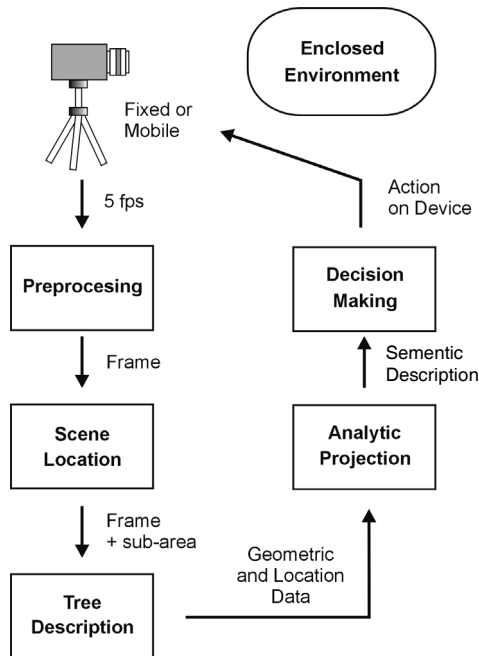 Enclosed
Environment
Fixed or
Mobile
5 fps
Action
on Device
Preprocesing
Decision
Making
Frame
Sementic
Description
Scene
Location
Analytic
Projection
Frame
+ sub-area
Geometric
and Location
Data
Tree
Description